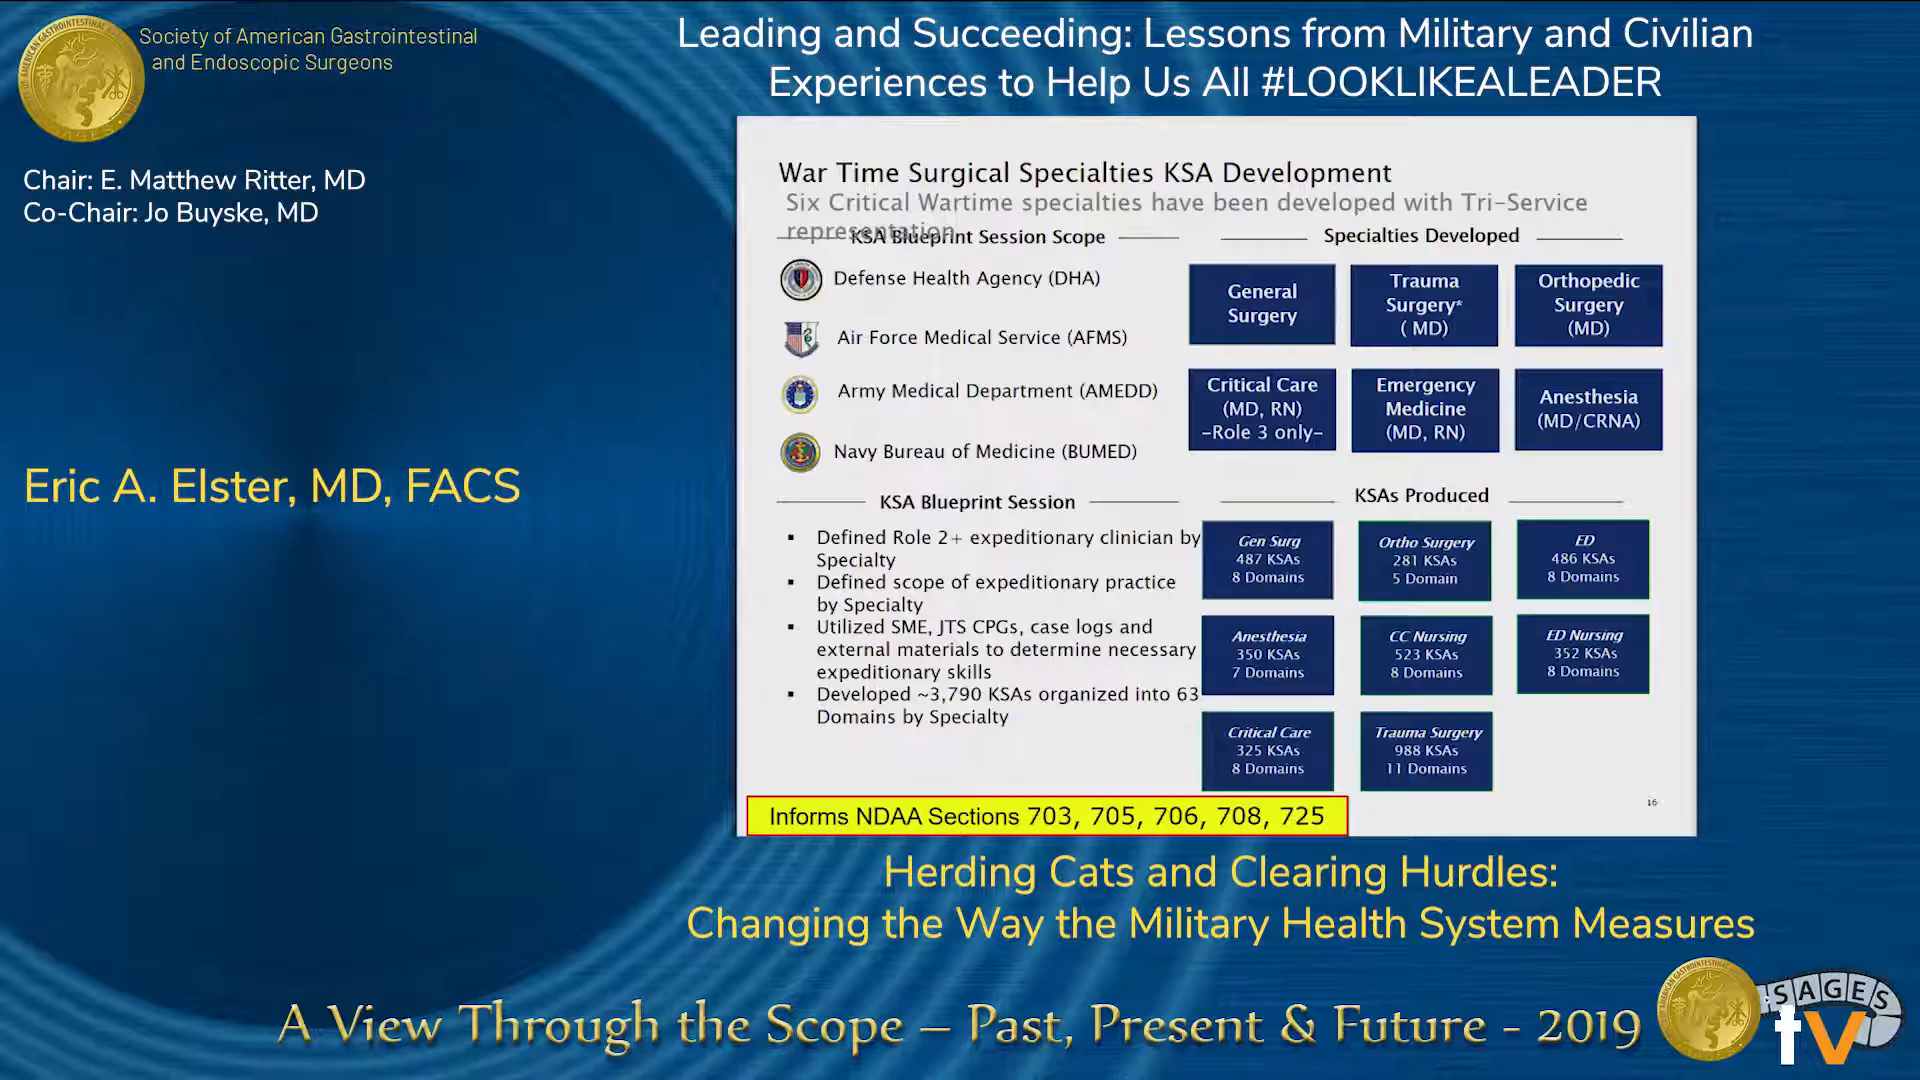 Society of American Gastrointestinal
and Endoscopic Surgeons
Leading and Succeeding: Lessons from Military and Civilian
Experiences to Help Us All #LOOKLIKEALEADER
Chair: E. Matthew Ritter, MD
Co-Chair: Jo Buyske, MD
Eric A. Elster, MD, FACS
War Time Surgical Specialties KSA Development
Six Critical Wartime specialties have been developed with Tri-Service
representation
KSA Blueprint Session Scope
Defense Health Agency (DHA)
Air Force Medical Service (AFMS)
Army Medical Department (AMEDD)
Navy Bureau of Medicine (BUMED)
Specialties Developed
General
Surgery
Trauma
Surgery*
( MD)
Orthopedic
Surgery
(MD)
Critical Care
(MD, RN)
-Role 3 only-
Emergency
Medicine
(MD, RN)
Anesthesia
(MD/CRNA)
KSA Blueprint Session
▪ Defined Role 2+ expeditionary clinician by
Specialty
▪ Defined scope of expeditionary practice
by Specialty
▪ Utilized SME, JTS CPGs, case logs and
external materials to determine necessary
expeditionary skills
▪ Developed ~3,790 KSAs organized into 63
Domains by Specialty
KSAs Produced
Gen Surg
487 KSAs
8 Domains
Ortho Surgery
281 KSAs
5 Domain
ED
486 KSAs
8 Domains
Anesthesia
350 KSAs
7 Domains
CC Nursing
523 KSAs
8 Domains
ED Nursing
352 KSAs
8 Domains
Critical Care
325 KSAs
8 Domains
Trauma Surgery
988 KSAs
11 Domains
16
Informs NDAA Sections 703, 705, 706, 708, 725
Herding Cats and Clearing Hurdles:
Changing the Way the Military Health System Measures
A View Through the Scope – Past, Present & Future - 2019
SAGES
tv